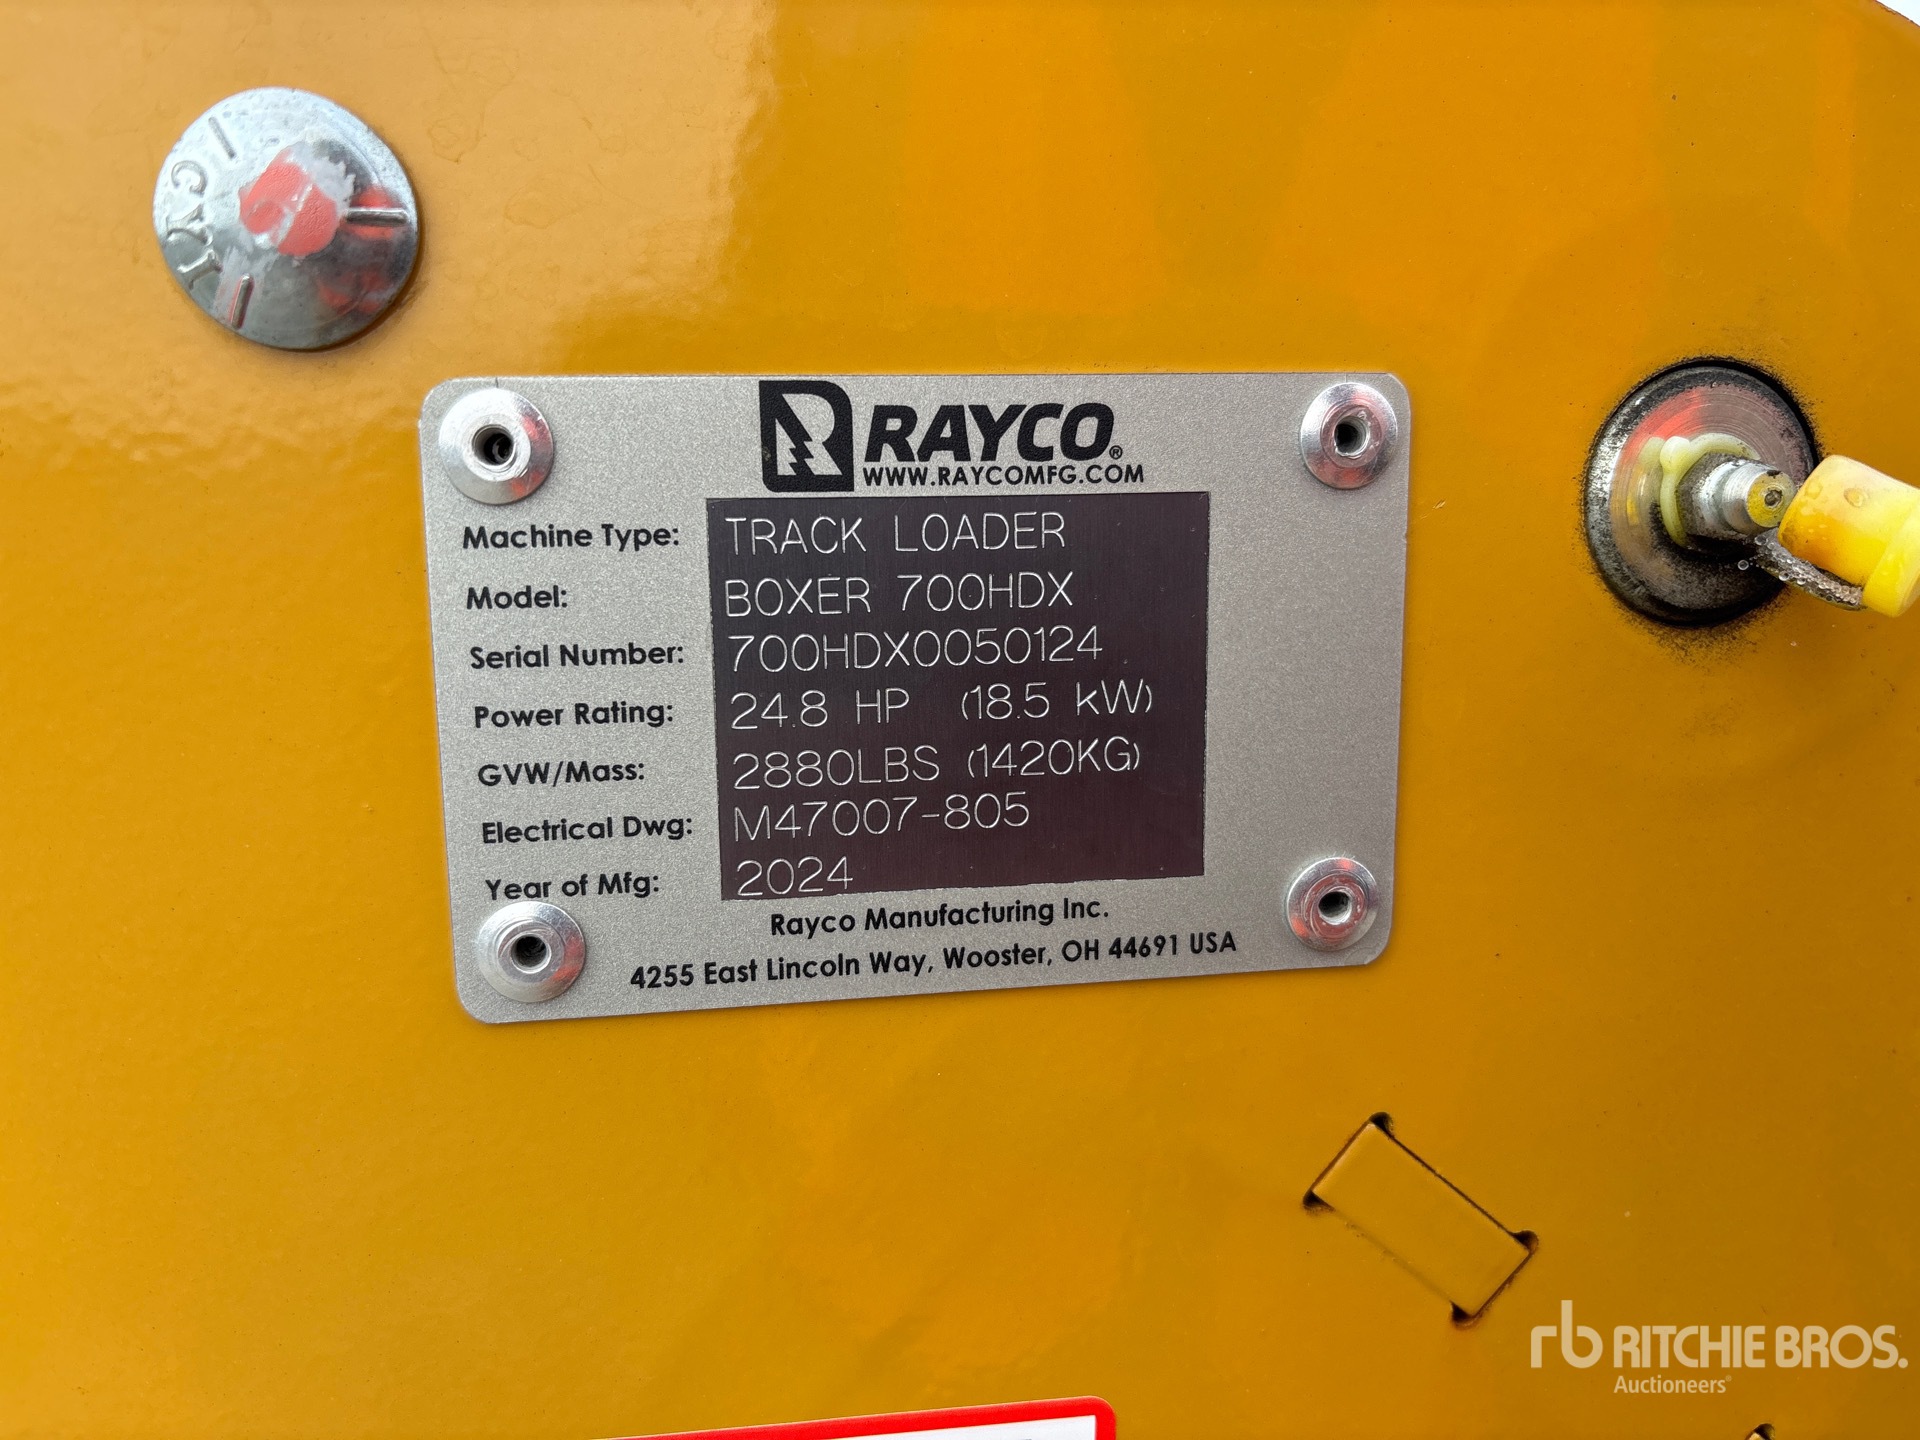 RAYCO®
WWW.RAYCOMFG.COM
Machine Type: TRACK LOADER
Model: BOXER 700HDX
Serial Number: 700HDX0050124
Power Rating: 24.8 HP (18.5 kW)
GVW/Mass: 2880LBS (1420KG)
Electrical Dwg: M47007-805
Year of Mfg: 2024
Rayco Manufacturing Inc.
4255 East Lincoln Way, Wooster, OH 44691 USA
rb RITCHIE BROS.
Auctioneers